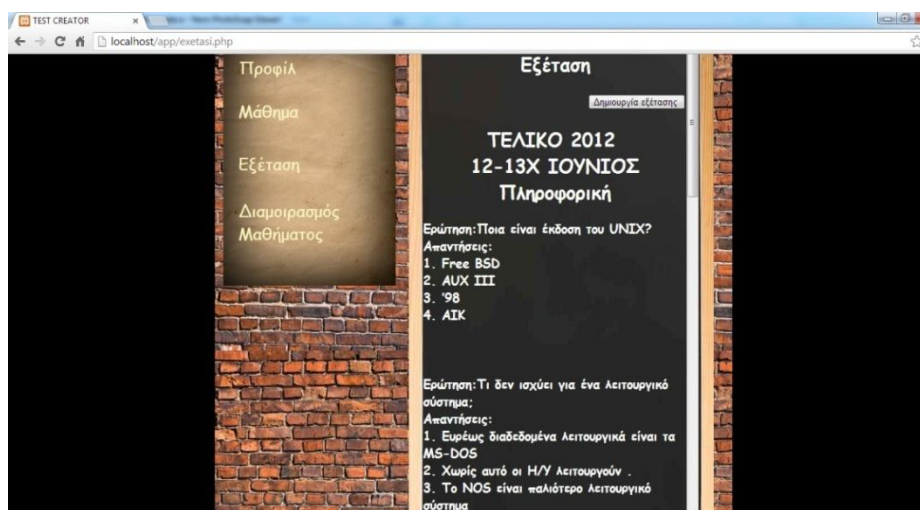 TEST CREATOR
localhost/app/exetasi.php
Προφίλ
Μάθημα
Εξέταση
Διαμοιρασμός
Μαθήματος
Εξέταση
Δημιουργία εξέτασης
ΤΕΛΙΚΟ 2012
12-13Χ ΙΟΥΝΙΟΣ
Πληροφορική
Ερώτηση:Ποια είναι έκδοση του UNIX?
Απαντήσεις:
1. Free BSD
2. AUX III
3. '98
4. AIK
Ερώτηση:Τι δεν ισχύει για ένα λειτουργικό
σύστημα;
Απαντήσεις:
1. Ευρέως διαδεδομένα λειτουργικά είναι τα
MS-DOS
2. Χωρίς αυτό οι Η/Υ λειτουργούν .
3. Το NOS είναι παλιότερο λειτουργικό
σύστημα